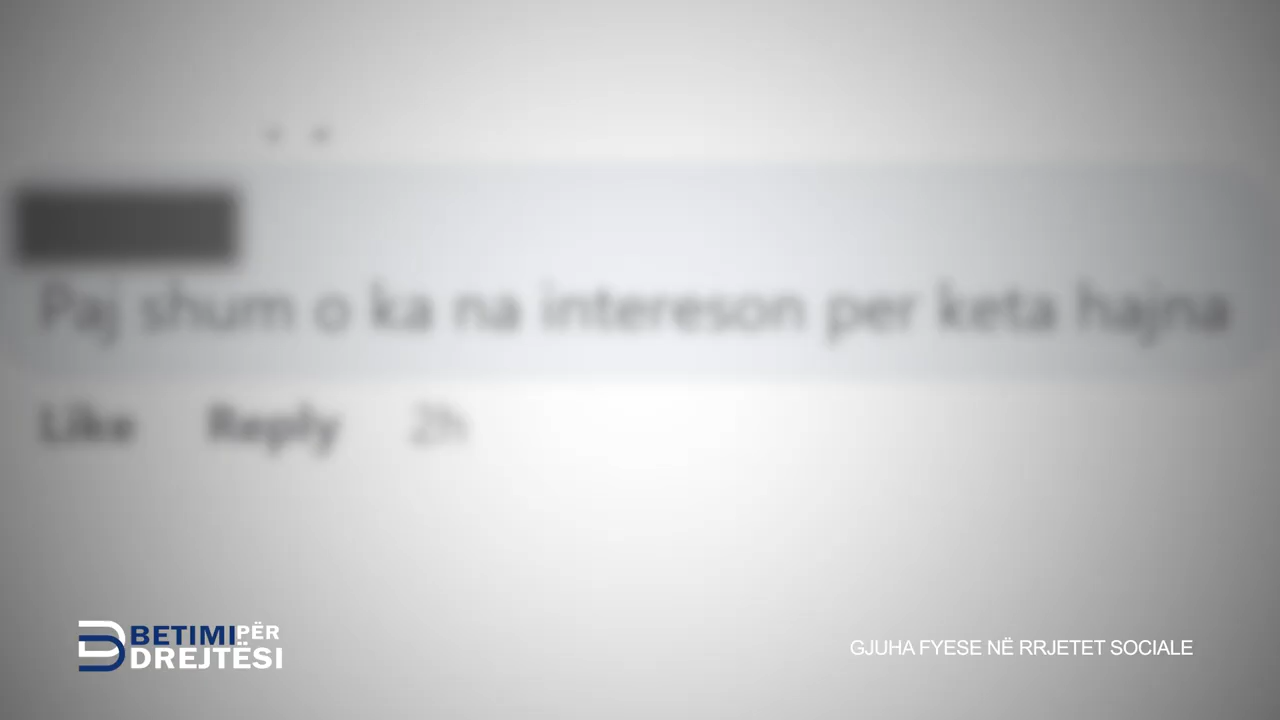 Paj shum o ka na intereson per keta hajna
Like Reply 2h
BETIMI PËR
DREJTËSI
GJUHA FYESE NË RRJETET SOCIALE